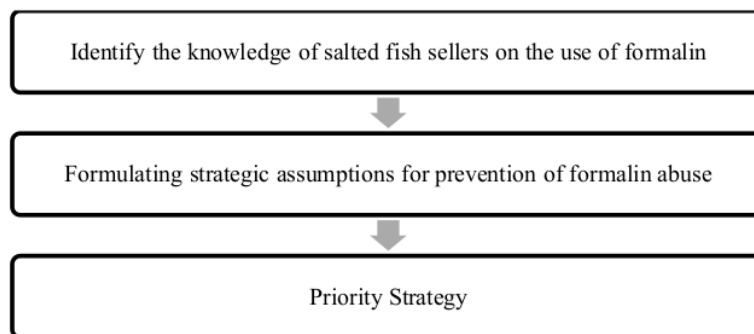 Identify the knowledge of salted fish sellers on the use of formalin
Formulating strategic assumptions for prevention of formalin abuse
Priority Strategy